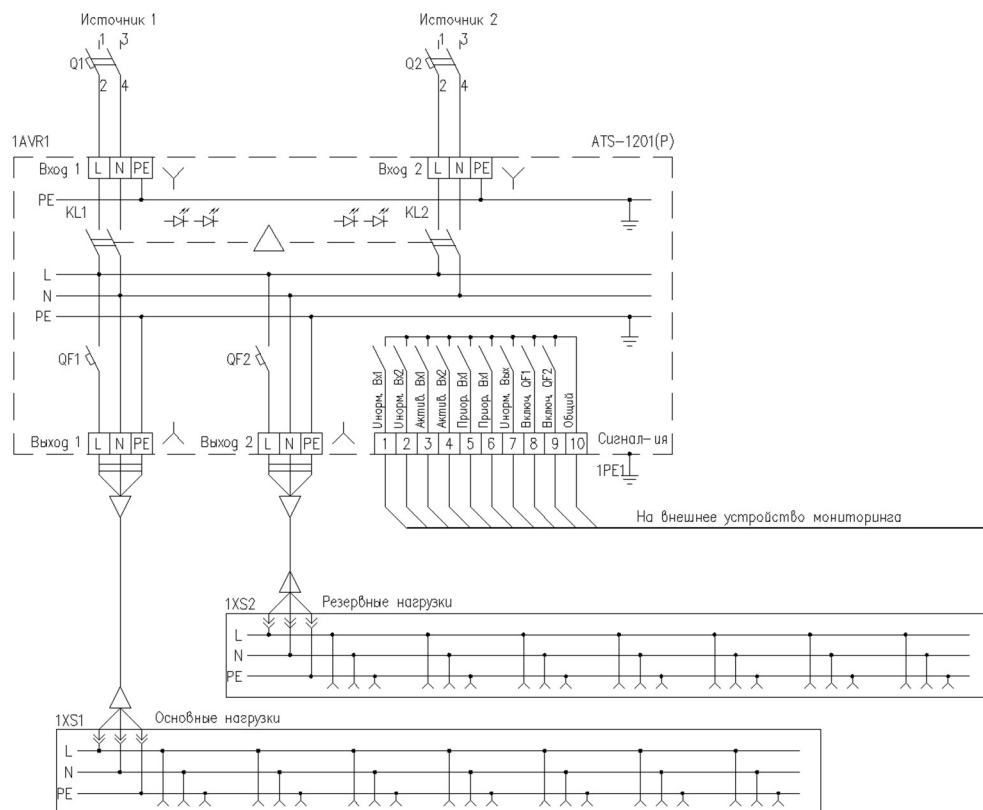 Источник 1
Источник 2
1 3
1 3
Q1
Q2
2 4
2 4
1AVR1
ATS-1201(P)
Вход 1 L N PE
Вход 2 L N PE
PE
KL1
KL2
L
N
PE
QF1
QF2
Uнорм. Вх1
Uнорм. Вх2
Актив. Вх1
Актив. Вх2
Приор. Вх1
Приор. Вх1
Uнорм. Вых
Включ. QF1
Включ. QF2
Общий
Выход 1 L N PE
Выход 2 L N PE
1 2 3 4 5 6 7 8 9 10
Сигнал-ия
1PE1
На внешнее устройство мониторинга
1XS2
Резервные нагрузки
L
N
PE
1XS1
Основные нагрузки
L
N
PE